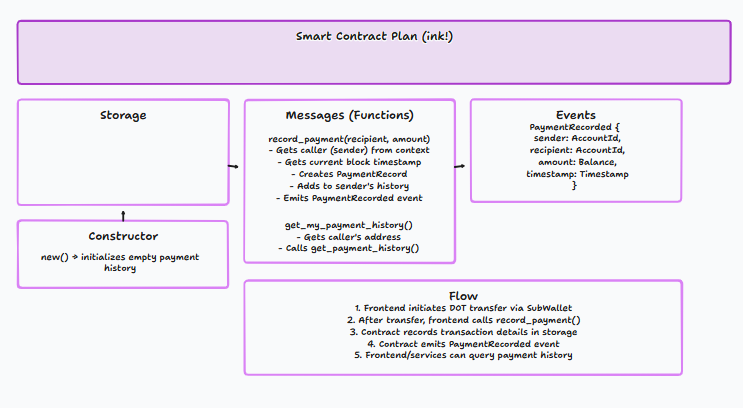 Smart Contract Plan (ink!)
Storage
Messages (Functions)
record_payment(recipient, amount)
- Gets caller (sender) from context
- Gets current block timestamp
- Creates PaymentRecord
- Adds to sender's history
- Emits PaymentRecorded event
get_my_payment_history()
- Gets caller's address
- Calls get_payment_history()
Events
PaymentRecorded {
sender: AccountId,
recipient: AccountId,
amount: Balance,
timestamp: Timestamp
}
Constructor
new() → initializes empty payment
history
Flow
1. Frontend initiates DOT transfer via SubWallet
2. After transfer, frontend calls record_payment()
3. Contract records transaction details in storage
4. Contract emits PaymentRecorded event
5. Frontend/services can query payment history